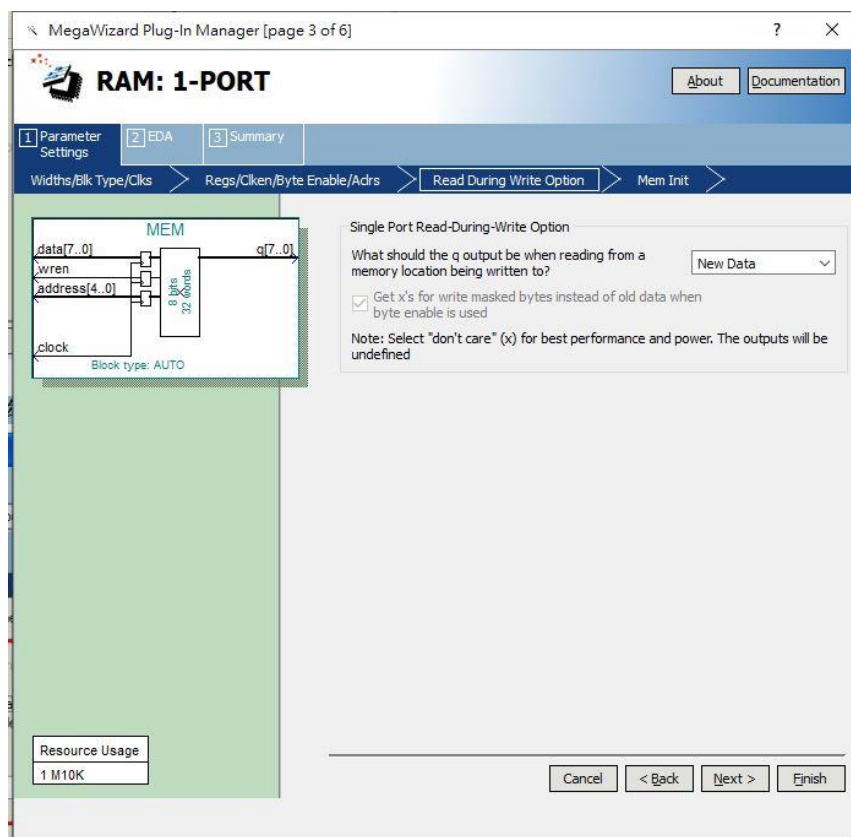 MegaWizard Plug-In Manager [page 3 of 6]
?
RAM: 1-PORT
About
Documentation
1 Parameter Settings
2 EDA
3 Summary
Widths/Blk Type/Clks
Regs/Clken/Byte Enable/Aclrs
Read During Write Option
Mem Init
MEM
data[7..0]
q[7..0]
wren
address[4..0]
8 bits
32 words
clock
Block type: AUTO
Single Port Read-During-Write Option
What should the q output be when reading from a
memory location being written to?
New Data
Get x's for write masked bytes instead of old data when
byte enable is used
Note: Select "don't care" (x) for best performance and power. The outputs will be
undefined
Resource Usage
1 M10K
Cancel
< Back
Next >
Finish